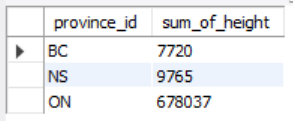 province_id sum_of_height
BC 7720
NS 9765
ON 678037